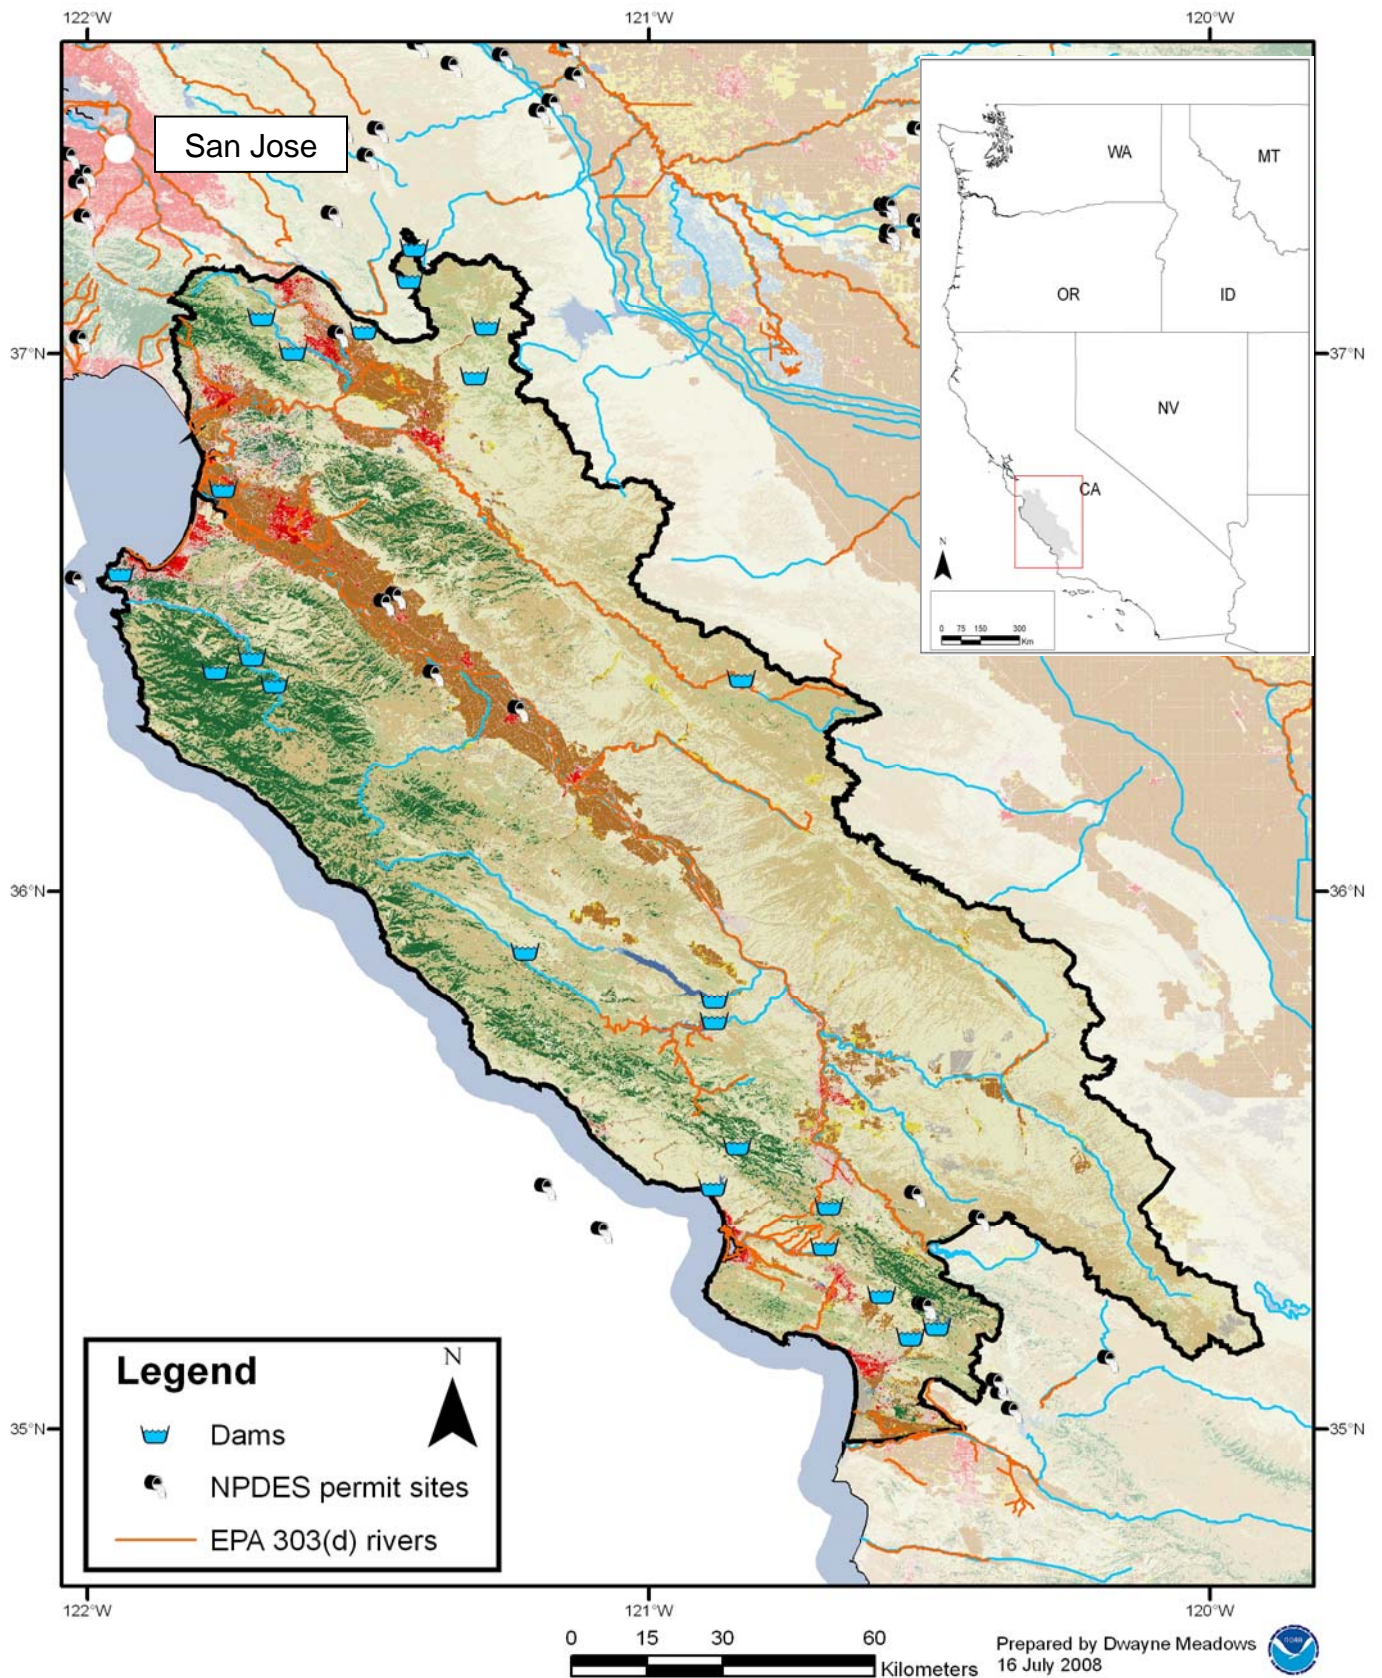 122°W
121°W
120°W
San Jose
WA
MT
OR
ID
NV
CA
N
0 75 150 300
Km
37°N
37°N
36°N
36°N
35°N
35°N
Legend
N
Dams
NPDES permit sites
EPA 303(d) rivers
122°W
121°W
120°W
0 15 30 60
Kilometers
Prepared by Dwayne Meadows
16 July 2008
NOAA